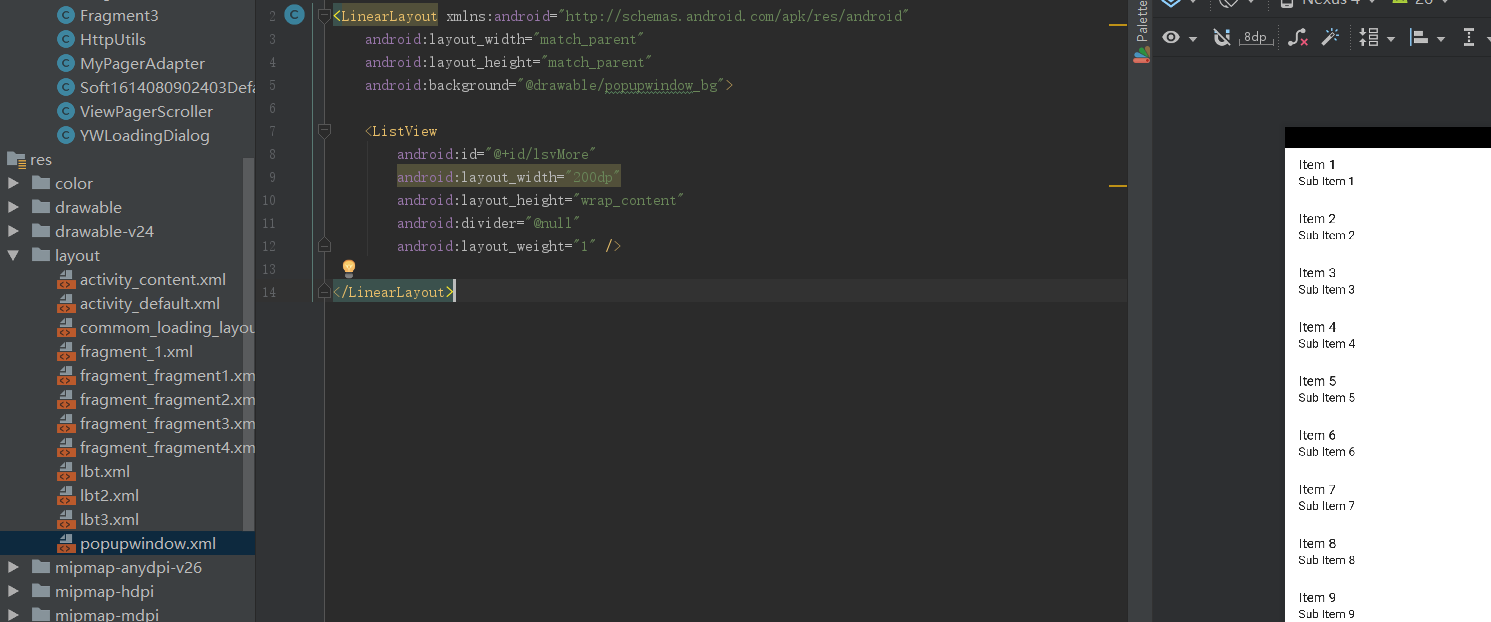 Fragment3
HttpUtils
MyPagerAdapter
Soft1614080902403Defa
ViewPagerScroller
YWLoadingDialog
res
color
drawable
drawable-v24
layout
activity_content.xml
activity_default.xml
commom_loading_layou
fragment_1.xml
fragment_fragment1.xm
fragment_fragment2.xm
fragment_fragment3.xm
fragment_fragment4.xm
lbt.xml
lbt2.xml
lbt3.xml
popupwindow.xml
mipmap-anydpi-v26
mipmap-hdpi
mipmap-mdpi
2 <LinearLayout xmlns:android="http://schemas.android.com/apk/res/android"
3 android:layout_width="match_parent"
4 android:layout_height="match_parent"
5 android:background="@drawable/popupwindow_bg">
6
7 <ListView
8 android:id="@+id/lsvMore"
9 android:layout_width="200dp"
10 android:layout_height="wrap_content"
11 android:divider="@null"
12 android:layout_weight="1" />
13
14 </LinearLayout>
Palette
Nexus 4
26
8dp
Item 1
Sub Item 1
Item 2
Sub Item 2
Item 3
Sub Item 3
Item 4
Sub Item 4
Item 5
Sub Item 5
Item 6
Sub Item 6
Item 7
Sub Item 7
Item 8
Sub Item 8
Item 9
Sub Item 9